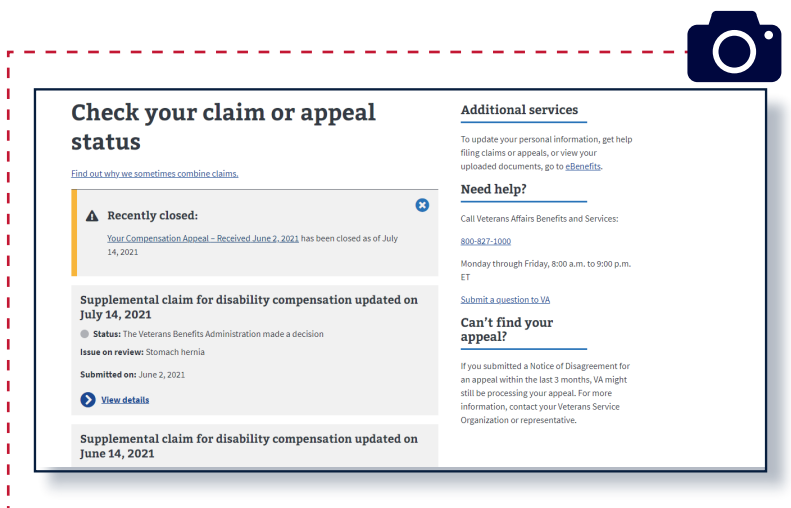 Check your claim or appeal
status
Find out why we sometimes combine claims.
Recently closed:
Your Compensation Appeal – Received June 2, 2021 has been closed as of July
14, 2021
Supplemental claim for disability compensation updated on
July 14, 2021
Status: The Veterans Benefits Administration made a decision
Issue on review: Stomach hernia
Submitted on: June 2, 2021
View details
Supplemental claim for disability compensation updated on
June 14, 2021
Additional services
To update your personal information, get help
filing claims or appeals, or view your
uploaded documents, go to eBenefits.
Need help?
Call Veterans Affairs Benefits and Services:
800-827-1000
Monday through Friday, 8:00 a.m. to 9:00 p.m.
ET
Submit a question to VA
Can’t find your
appeal?
If you submitted a Notice of Disagreement for
an appeal within the last 3 months, VA might
still be processing your appeal. For more
information, contact your Veterans Service
Organization or representative.